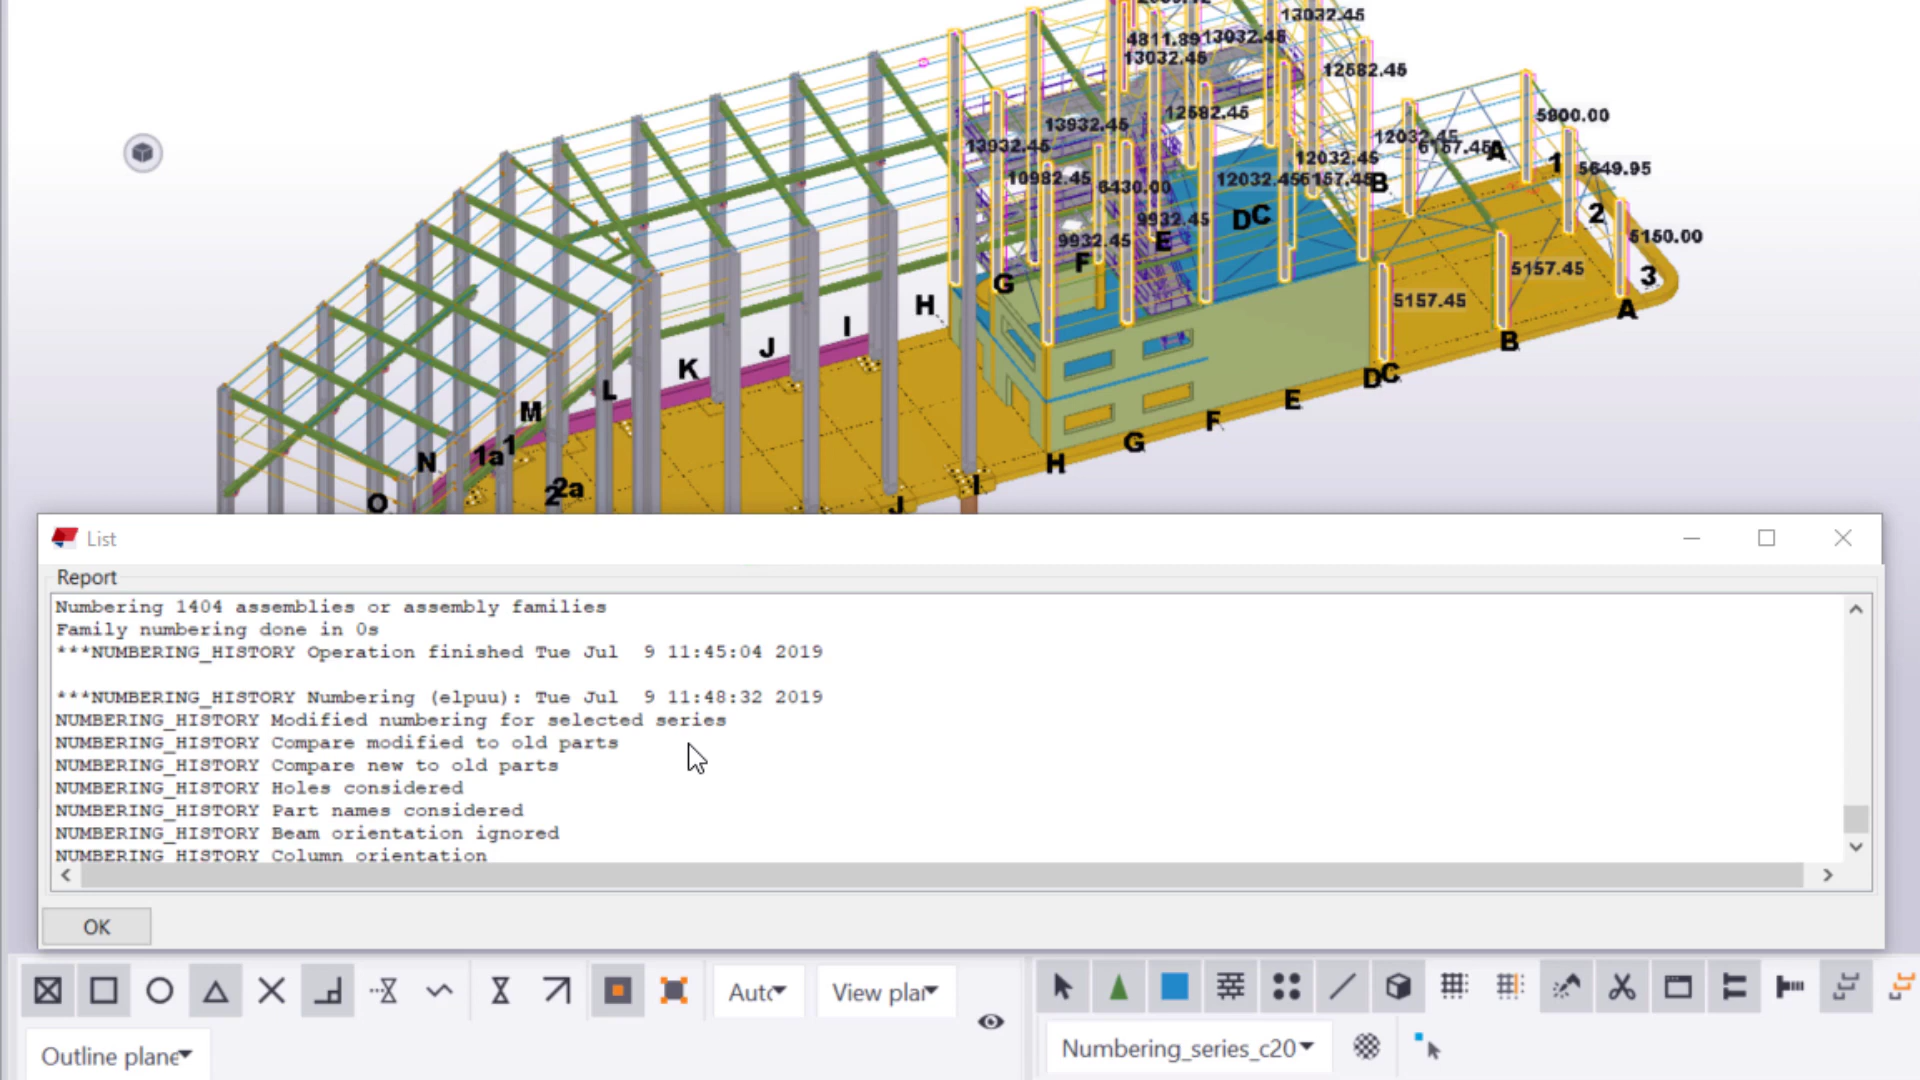 13032.45
4811.89
13032.45
13032.45
12582.45
12582.45
5900.00
13932.45
12032.45
13932.45
A
1
12032.45
5649.95
10982.45
6430.00
12032.45
5157.45
B
9932.45
D
C
2
9932.45
E
5150.00
F
5157.45
3
G
5157.45
H
A
I
B
J
K
D
C
L
E
M
F
G
1a
1
N
H
2
2a
I
O
J
List
Report
Numbering 1404 assemblies or assembly families
Family numbering done in 0s
***NUMBERING_HISTORY Operation finished Tue Jul  9 11:45:04 2019
***NUMBERING_HISTORY Numbering (elpuu): Tue Jul  9 11:48:32 2019
NUMBERING_HISTORY Modified numbering for selected series
NUMBERING_HISTORY Compare modified to old parts
NUMBERING_HISTORY Compare new to old parts
NUMBERING_HISTORY Holes considered
NUMBERING_HISTORY Part names considered
NUMBERING_HISTORY Beam orientation ignored
NUMBERING_HISTORY Column orientation
OK
Auto
View plan
Outline plane
Numbering_series_c20